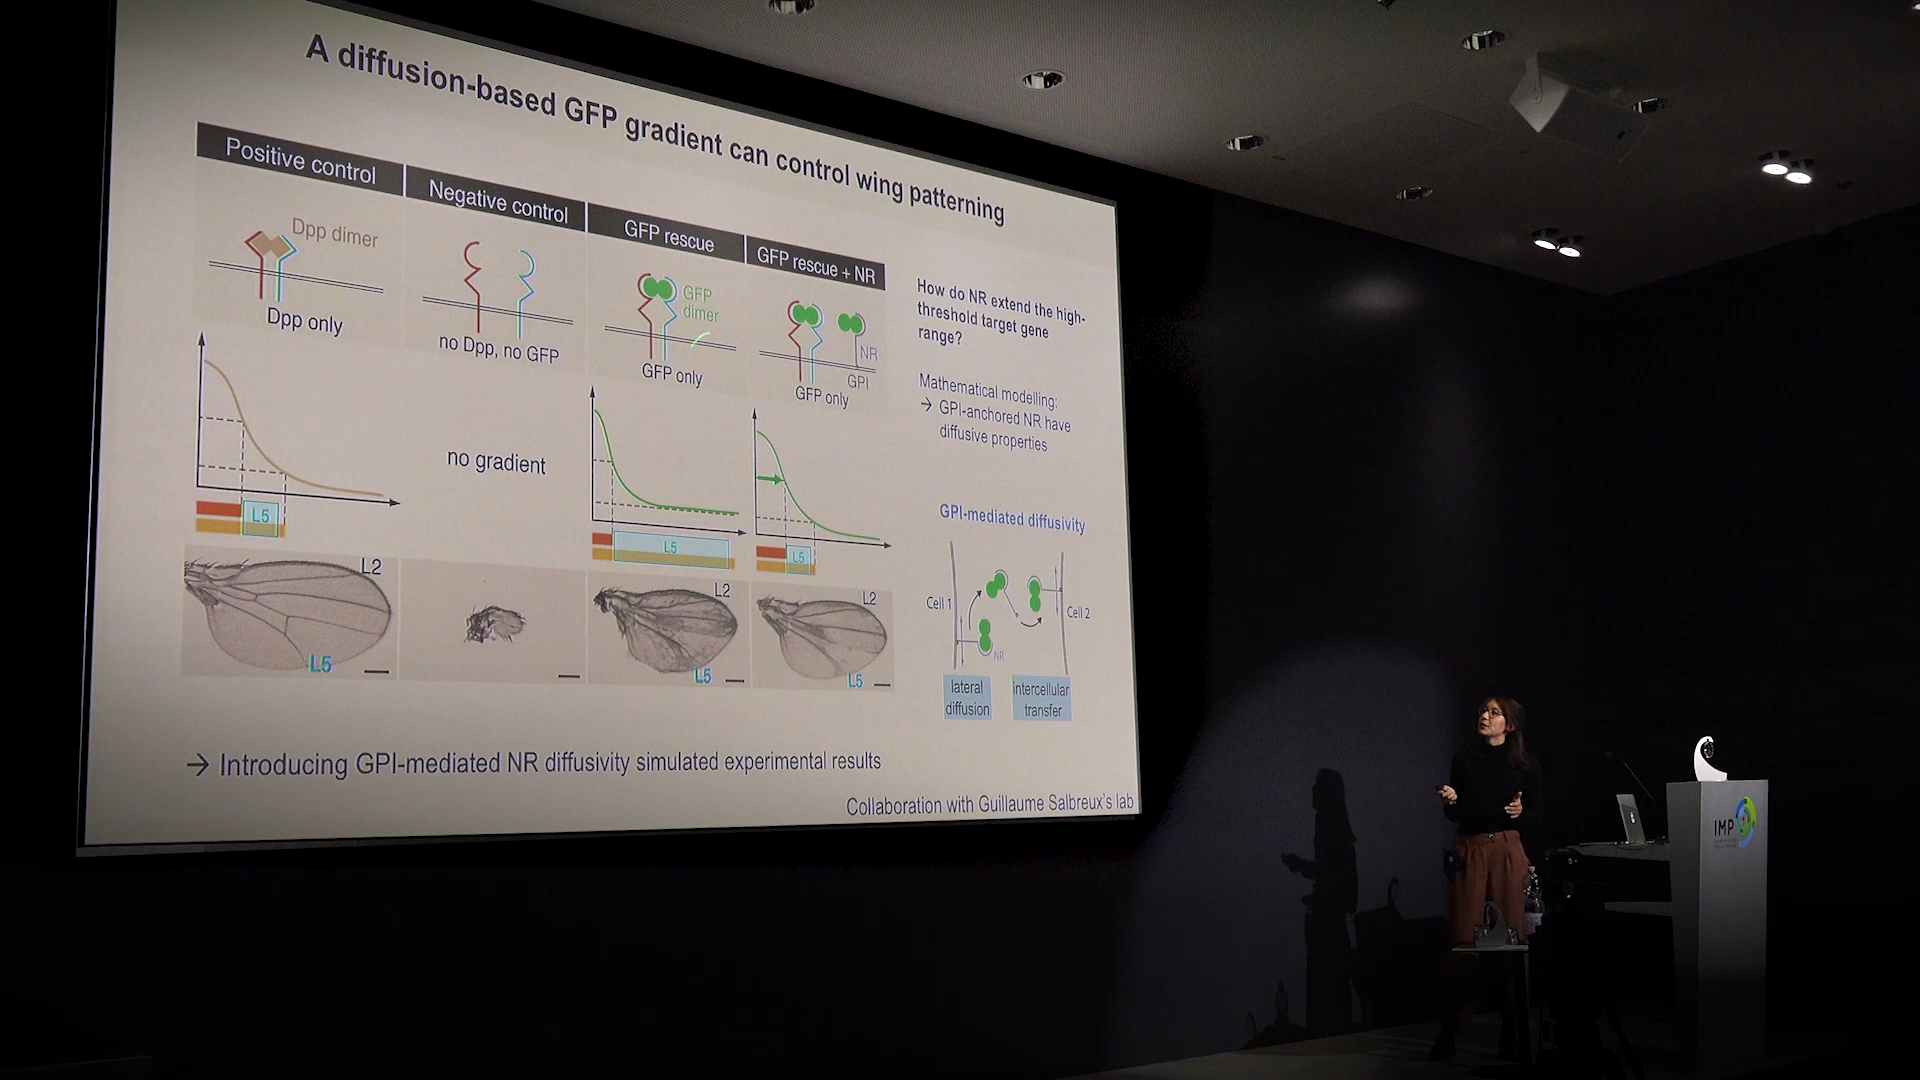 A diffusion-based GFP gradient can control wing patterning
Positive control
Negative control
GFP rescue
GFP rescue + NR
Dpp dimer
Dpp only
no Dpp, no GFP
GFP
dimer
GFP only
NR
GPI
GFP only
no gradient
L5
L5
L5
L2
L5
L2
L5
L2
L5
How do NR extend the high-
threshold target gene
range?
Mathematical modelling:
→ GPI-anchored NR have
diffusive properties
GPI-mediated diffusivity
Cell 1
Cell 2
NR
lateral
diffusion
intercellular
transfer
→ Introducing GPI-mediated NR diffusivity simulated experimental results
Collaboration with Guillaume Salbreux's lab
IMP